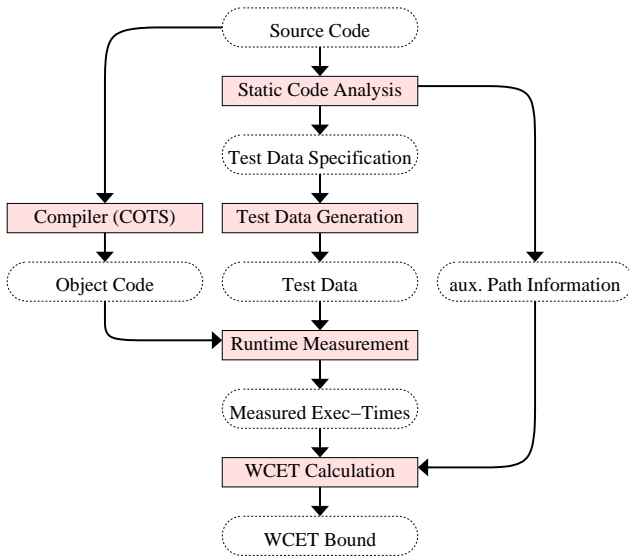 Source Code
Static Code Analysis
Test Data Specification
Compiler (COTS)
Test Data Generation
Object Code
Test Data
aux. Path Information
Runtime Measurement
Measured Exec−Times
WCET Calculation
WCET Bound